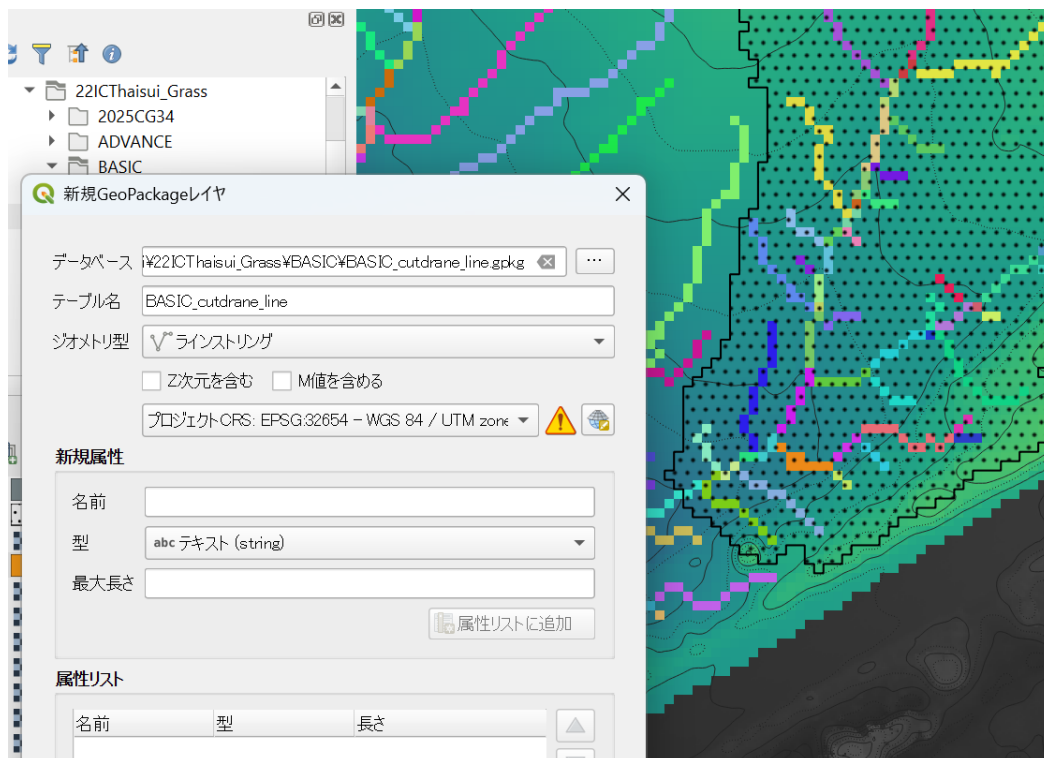 22ICThaisui_Grass
2025CG34
ADVANCE
BASIC
新規GeoPackageレイヤ
データベース i¥22ICThaisui_Grass¥BASIC¥BASIC_cutdrane_line.gpkg ...
テーブル名 BASIC_cutdrane_line
ジオメトリ型 ラインストリング
Z次元を含む M値を含める
プロジェクトCRS: EPSG:32654 - WGS 84 / UTM zone
新規属性
名前
型 abc テキスト (string)
最大長さ
属性リストに追加
属性リスト
名前 型 長さ